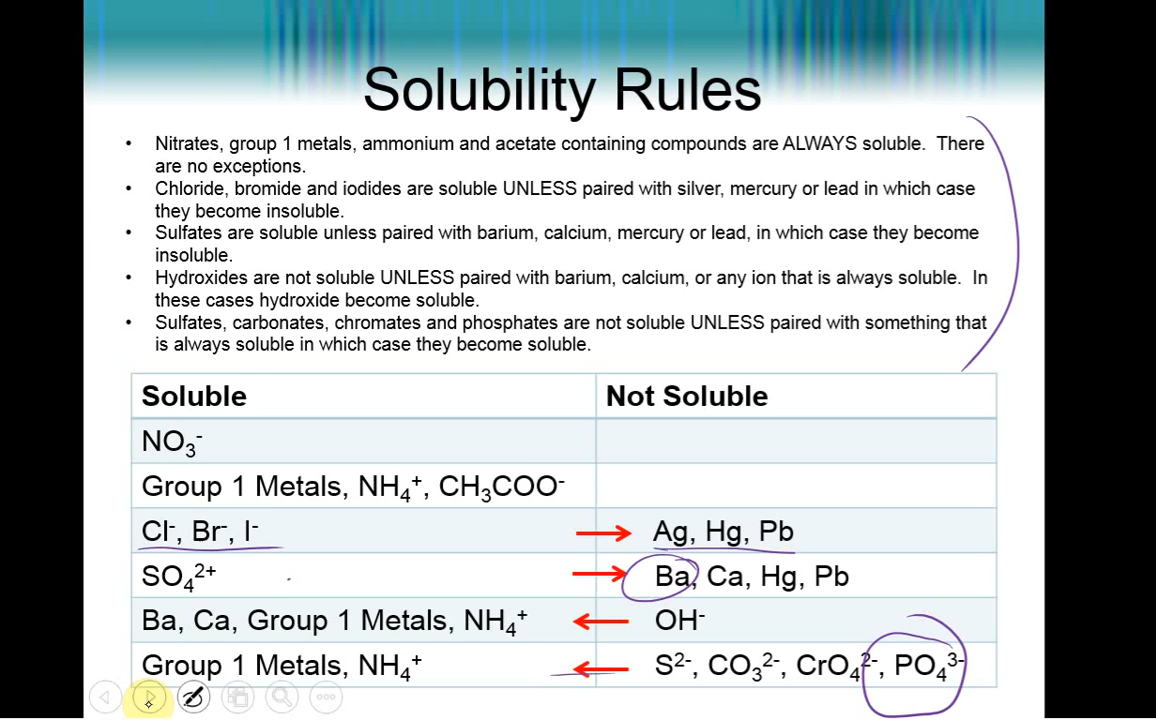 Solubility Rules
• Nitrates, group 1 metals, ammonium and acetate containing compounds are ALWAYS soluble. There
are no exceptions.
• Chloride, bromide and iodides are soluble UNLESS paired with silver, mercury or lead in which case
they become insoluble.
• Sulfates are soluble unless paired with barium, calcium, mercury or lead, in which case they become
insoluble.
• Hydroxides are not soluble UNLESS paired with barium, calcium, or any ion that is always soluble. In
these cases hydroxide become soluble.
• Sulfates, carbonates, chromates and phosphates are not soluble UNLESS paired with something that
is always soluble in which case they become soluble.
Soluble Not Soluble
NO₃⁻
Group 1 Metals, NH₄⁺, CH₃COO⁻
Cl⁻, Br⁻, I⁻ → Ag, Hg, Pb
SO₄²⁺ → Ba, Ca, Hg, Pb
Ba, Ca, Group 1 Metals, NH₄⁺ ← OH⁻
Group 1 Metals, NH₄⁺ ← S²⁻, CO₃²⁻, CrO₄²⁻, PO₄³⁻